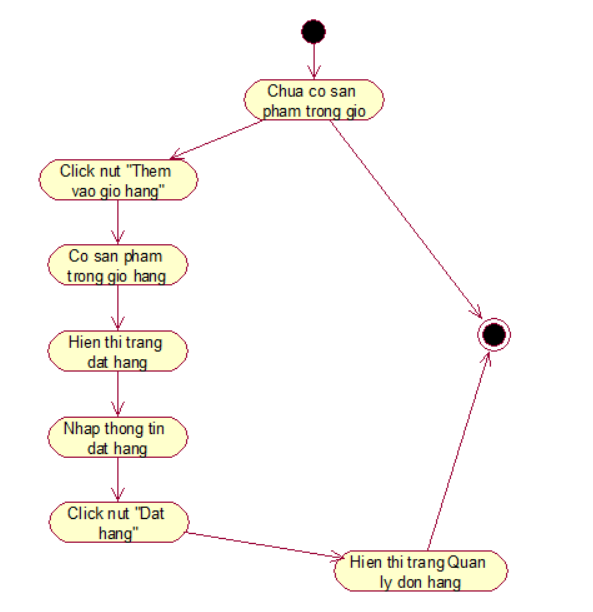 Chua co san
pham trong gio
Click nut "Them
vao gio hang"
Co san pham
trong gio hang
Hien thi trang
dat hang
Nhap thong tin
dat hang
Click nut "Dat
hang"
Hien thi trang Quan
ly don hang